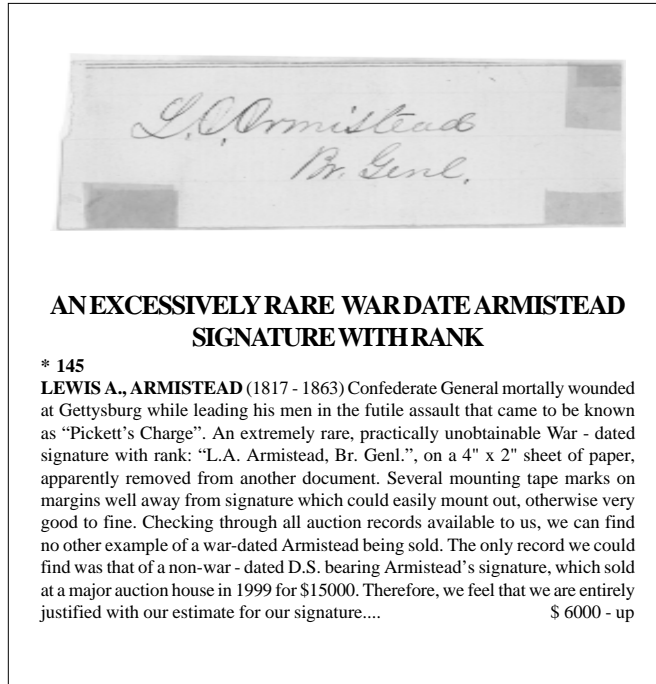 L.A. Armistead
Br. Genl.
AN EXCESSIVELY RARE WAR DATE ARMISTEAD
SIGNATURE WITH RANK
* 145
LEWIS A., ARMISTEAD (1817 - 1863) Confederate General mortally wounded
at Gettysburg while leading his men in the futile assault that came to be known
as “Pickett’s Charge”. An extremely rare, practically unobtainable War - dated
signature with rank: “L.A. Armistead, Br. Genl.”, on a 4" x 2" sheet of paper,
apparently removed from another document. Several mounting tape marks on
margins well away from signature which could easily mount out, otherwise very
good to fine. Checking through all auction records available to us, we can find
no other example of a war-dated Armistead being sold. The only record we could
find was that of a non-war - dated D.S. bearing Armistead’s signature, which sold
at a major auction house in 1999 for $15000. Therefore, we feel that we are entirely
justified with our estimate for our signature.... $ 6000 - up